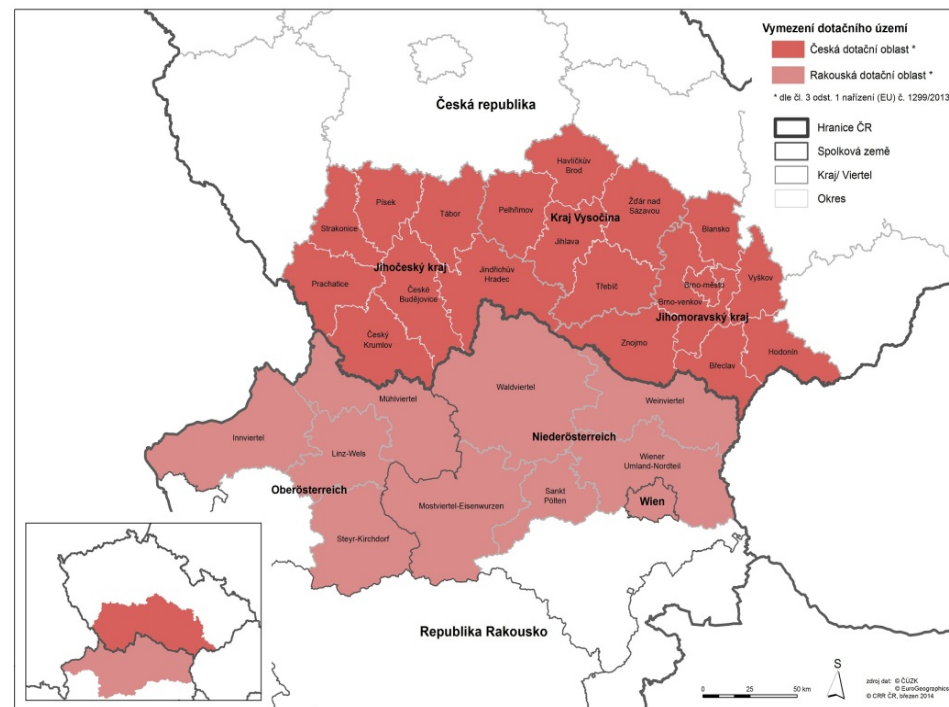 Vymezení dotačního území
Česká dotační oblast *
Rakouská dotační oblast *
* dle čl. 3 odst. 1 nařízení (EU) č. 1299/2013
Hranice ČR
Spolková země
Kraj/ Viertel
Okres
Česká republika
Havlíčkův
Brod
Písek
Tábor
Pelhřimov
Žďár nad
Sázavou
Strakonice
Kraj Vysočina
Blansko
Jihlava
Jihočeský kraj
Jindřichův
Hradec
Prachatice
České
Budějovice
Třebíč
Brno-město
Vyškov
Brno-venkov
Jihomoravský kraj
Český
Krumlov
Znojmo
Břeclav
Hodonín
Mühlviertel
Waldviertel
Weinviertel
Innviertel
Niederösterreich
Linz-Wels
Wiener
Umland-Nordteil
Oberösterreich
Mostviertel-Eisenwurzen
Sankt
Pölten
Wien
Steyr-Kirchdorf
Republika Rakousko
S
0 25 50 km
zdroj dat: © ČÚZK
© EuroGeographics
© CRR ČR, březen 2014